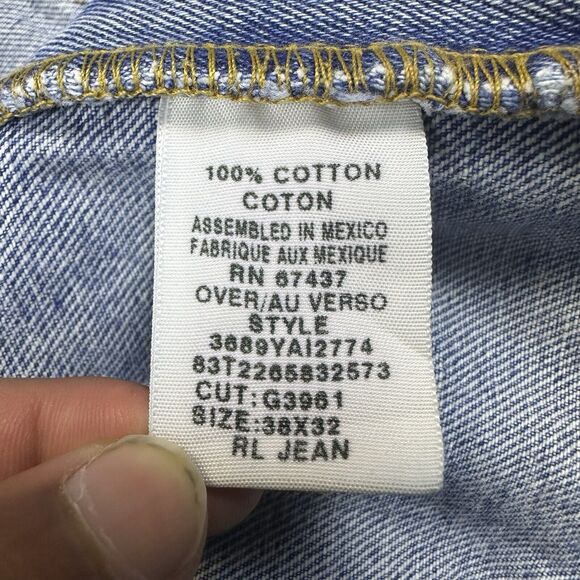 100% COTTON
COTON
ASSEMBLED IN MEXICO
FABRIQUE AUX MEXIQUE
RN 67437
OVER/AU VERSO
STYLE
3689YAI2774
83T2265832573
CUT: G3961
SIZE:36X32
RL JEAN